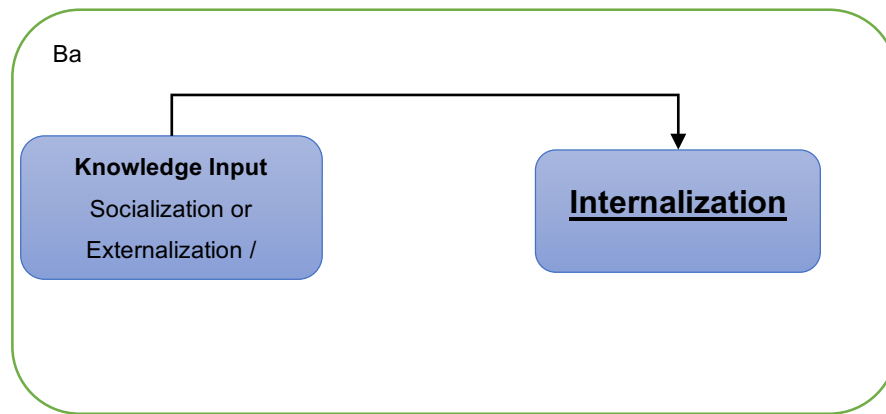 Ba
Knowledge Input
Socialization or
Externalization /
Internalization